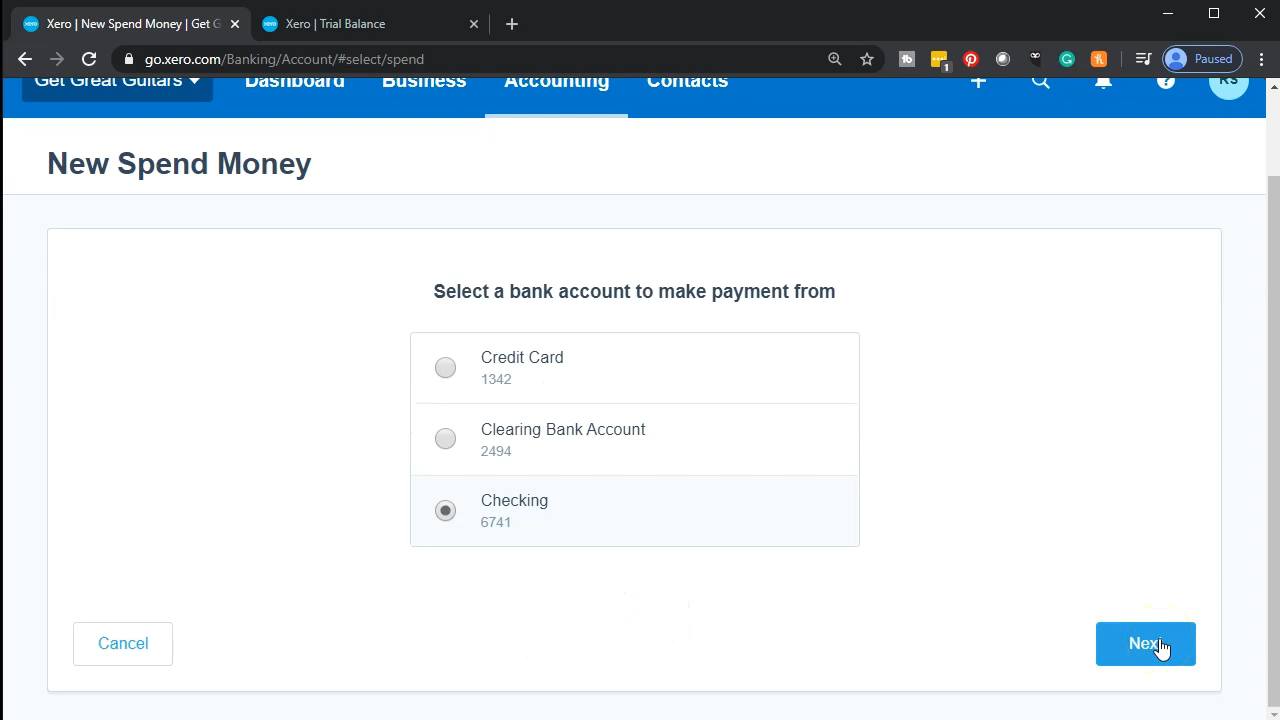 Xero | New Spend Money | Get G
Xero | Trial Balance
go.xero.com/Banking/Account/#select/spend
1
Paused
Get Great Guitars
Dashboard
Business
Accounting
Contacts
RS
New Spend Money
Select a bank account to make payment from
Credit Card
1342
Clearing Bank Account
2494
Checking
6741
Cancel
Next